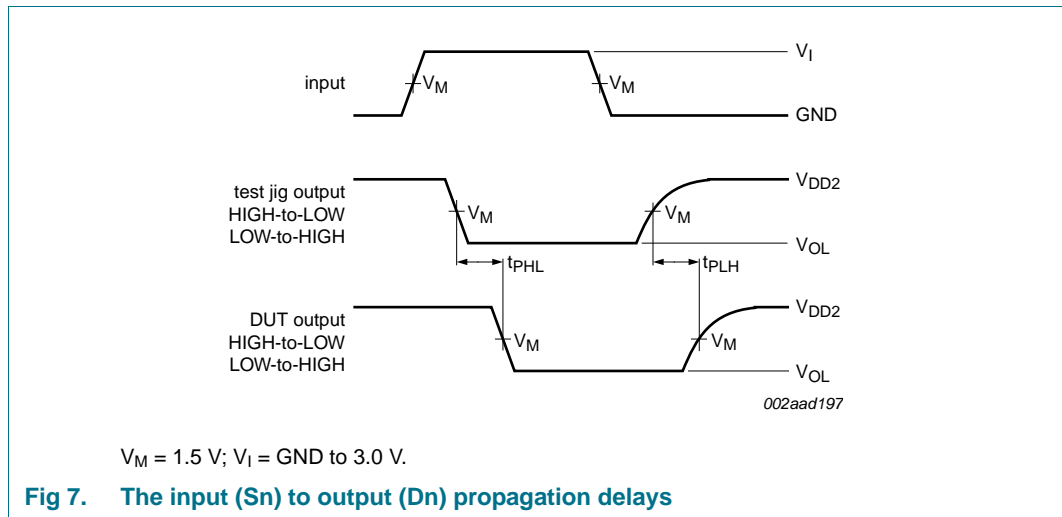 V_I
input
V_M
V_M
GND
test jig output
HIGH-to-LOW
LOW-to-HIGH
V_M
V_M
V_DD2
V_OL
t_PHL
t_PLH
DUT output
HIGH-to-LOW
LOW-to-HIGH
V_M
V_M
V_DD2
V_OL
002aad197
V_M = 1.5 V; V_I = GND to 3.0 V.
Fig 7. The input (Sn) to output (Dn) propagation delays